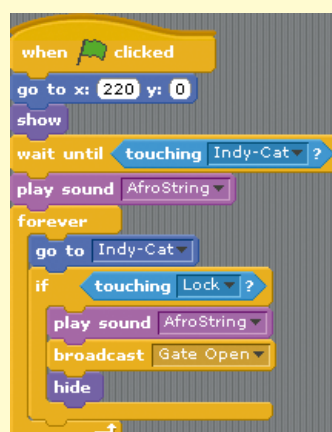 when clicked
go to x: 220 y: 0
show
wait until touching Indy-Cat ?
play sound AfroString
forever
go to Indy-Cat
if touching Lock ?
play sound AfroString
broadcast Gate Open
hide